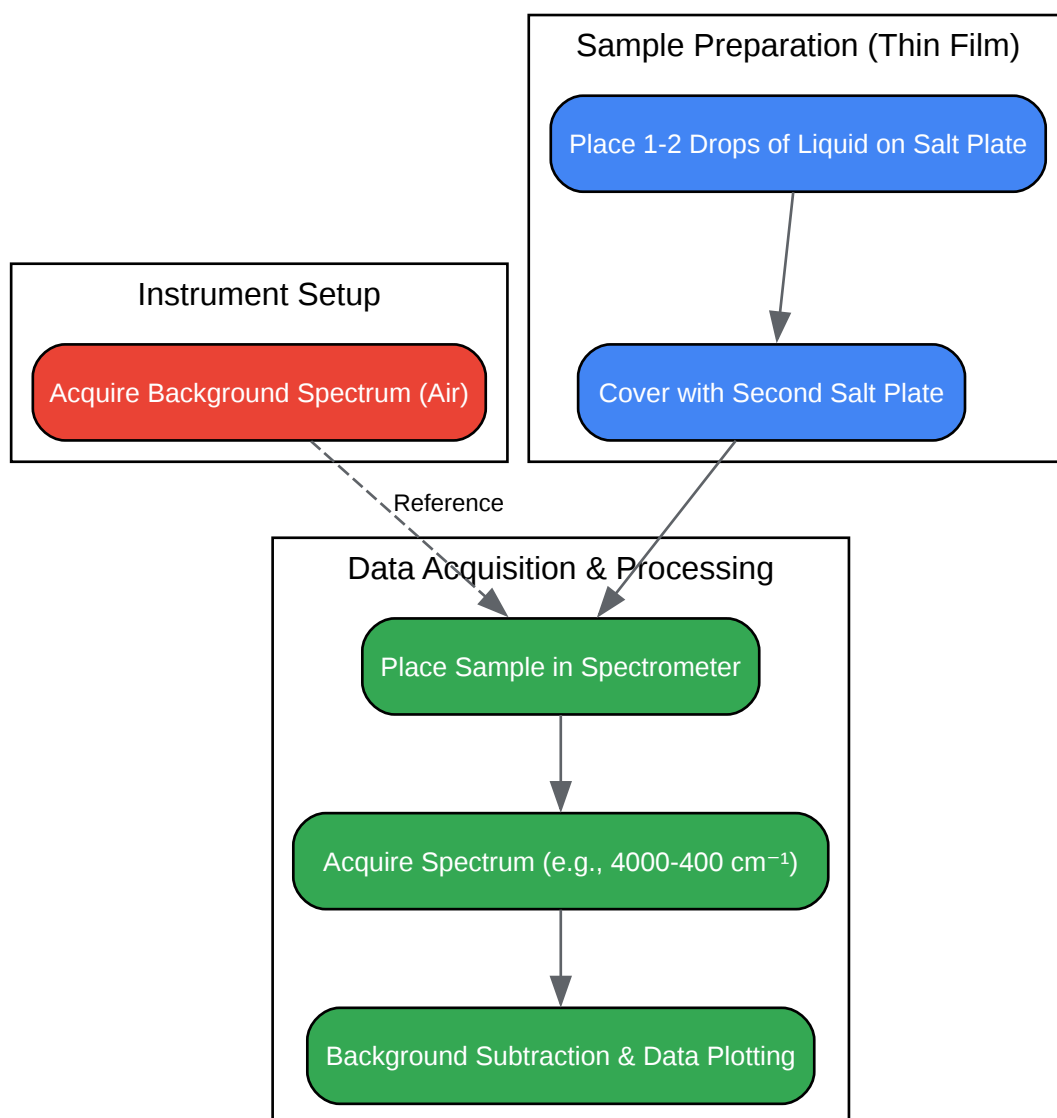 Sample Preparation (Thin Film)
Place 1-2 Drops of Liquid on Salt Plate
Instrument Setup
Acquire Background Spectrum (Air)
Cover with Second Salt Plate
Reference
Data Acquisition & Processing
Place Sample in Spectrometer
Acquire Spectrum (e.g., 4000-400 cm⁻¹)
Background Subtraction & Data Plotting